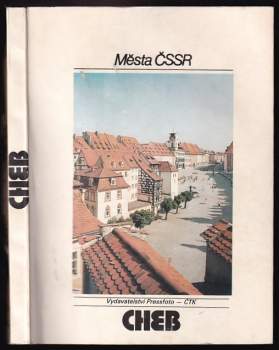 CHEB
Města ČSSR
Vydavatelství Pressfoto — ČTK
CHEB